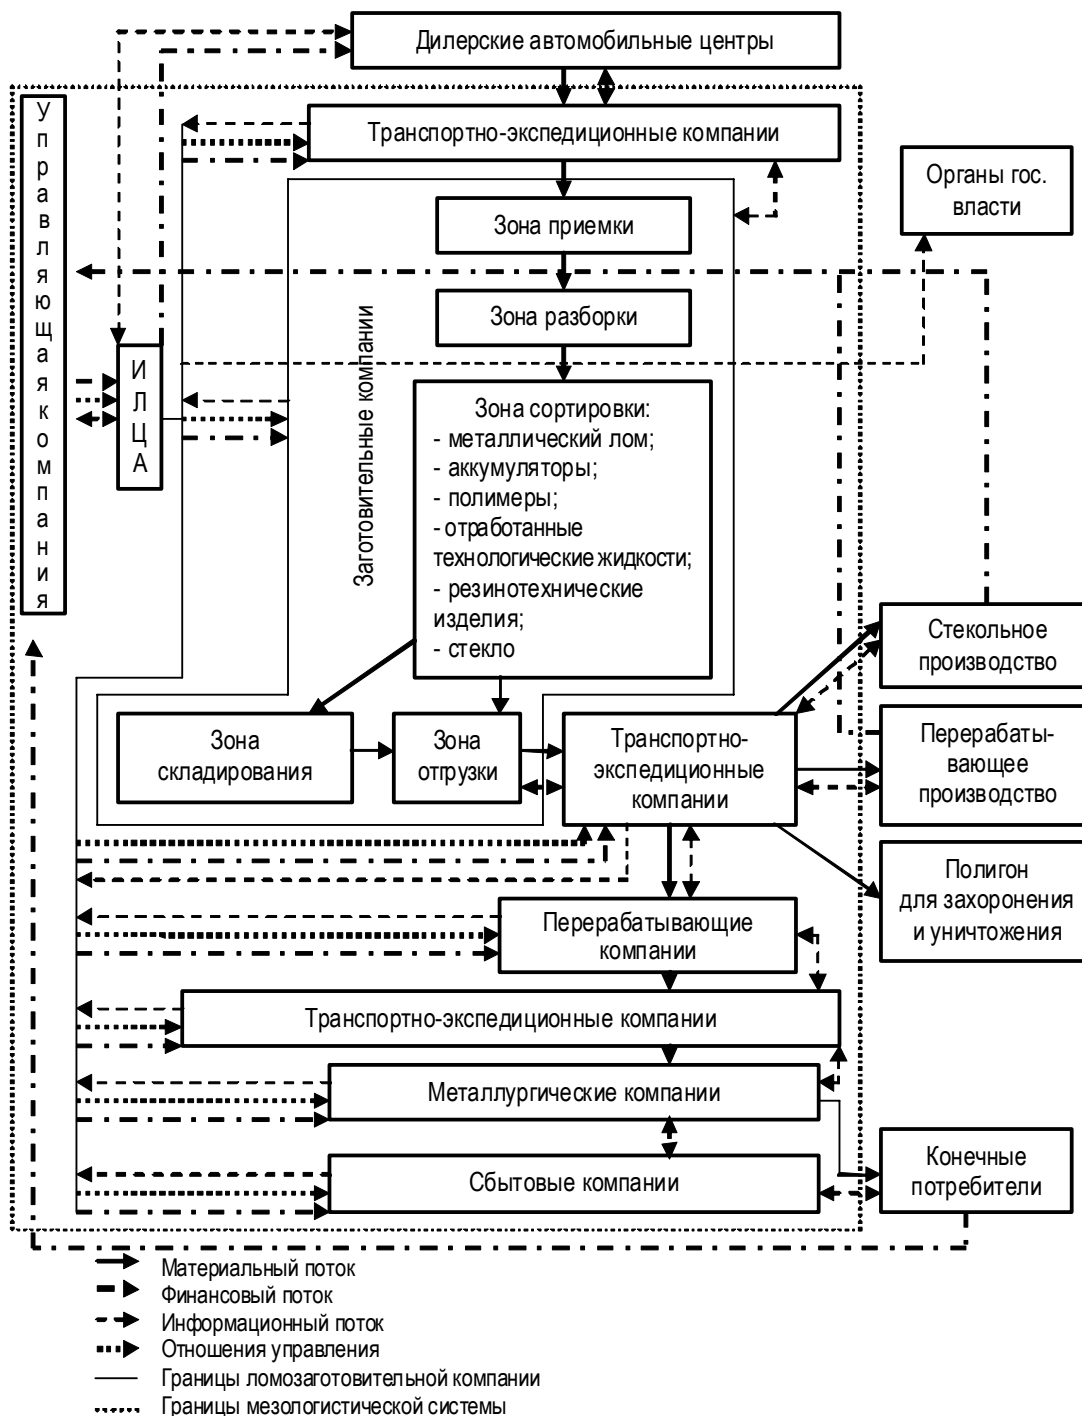 Дилерские автомобильные центры
Управляющая компания
Транспортно-экспедиционные компании
Органы гос.
власти
Зона приемки
Зона разборки
Заготовительные компании
ИЛЦА
Зона сортировки:
- металлический лом;
- аккумуляторы;
- полимеры;
- отработанные
технологические жидкости;
- резинотехнические
изделия;
- стекло
Стекольное
производство
Зона
складирования
Зона
отгрузки
Транспортно-
экспедиционные
компании
Перерабаты-
вающее
производство
Полигон
для захоронения
и уничтожения
Перерабатывающие
компании
Транспортно-экспедиционные компании
Металлургические компании
Сбытовые компании
Конечные
потребители
Материальный поток
Финансовый поток
Информационный поток
Отношения управления
Границы ломозаготовительной компании
Границы мезологистической системы